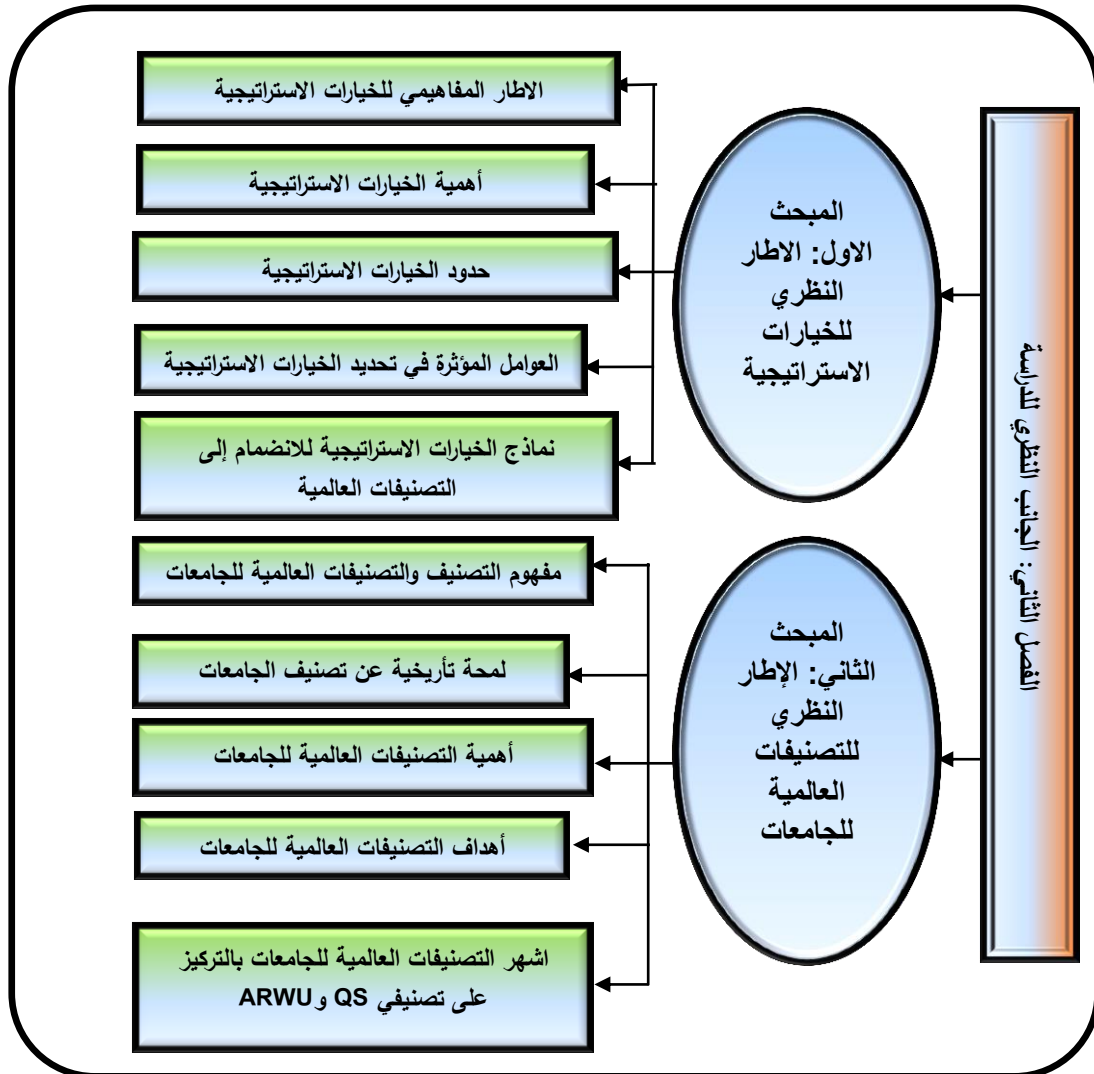 الفصل الثاني: الجانب النظري للدراسة
المبحث
الاول: الاطار
النظري
للخيارات
الاستراتيجية
الاطار المفاهيمي للخيارات الاستراتيجية
أهمية الخيارات الاستراتيجية
حدود الخيارات الاستراتيجية
العوامل المؤثرة في تحديد الخيارات الاستراتيجية
نماذج الخيارات الاستراتيجية للانضمام إلى
التصنيفات العالمية
المبحث
الثاني: الإطار
النظري
للتصنيفات
العالمية
للجامعات
مفهوم التصنيف والتصنيفات العالمية للجامعات
لمحة تأريخية عن تصنيف الجامعات
أهمية التصنيفات العالمية للجامعات
أهداف التصنيفات العالمية للجامعات
اشهر التصنيفات العالمية للجامعات بالتركيز
على تصنيفي QS و ARWU